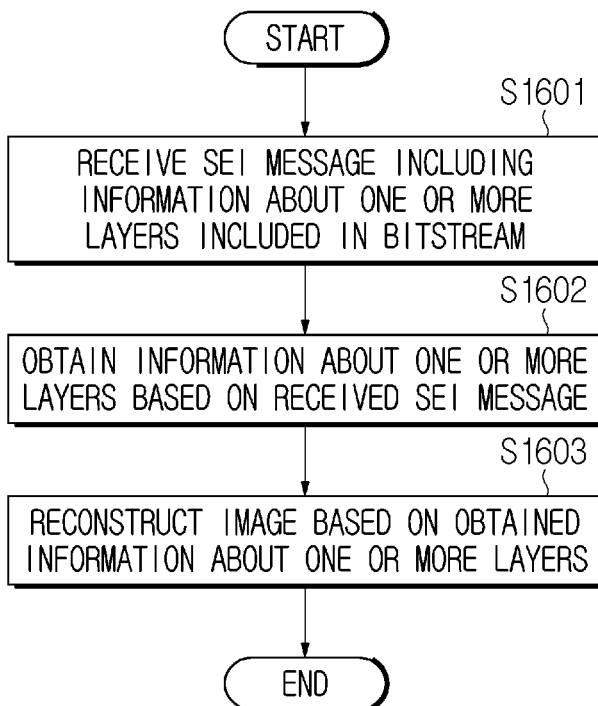 START
S1601
RECEIVE SEI MESSAGE INCLUDING
INFORMATION ABOUT ONE OR MORE
LAYERS INCLUDED IN BITSTREAM
S1602
OBTAIN INFORMATION ABOUT ONE OR MORE
LAYERS BASED ON RECEIVED SEI MESSAGE
S1603
RECONSTRUCT IMAGE BASED ON OBTAINED
INFORMATION ABOUT ONE OR MORE LAYERS
END